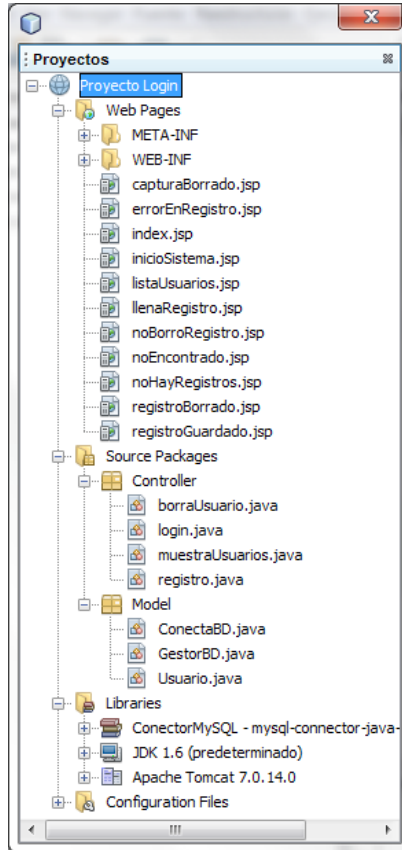 Proyectos
Proyecto Login
Web Pages
META-INF
WEB-INF
capturaBorrado.jsp
errorEnRegistro.jsp
index.jsp
inicioSistema.jsp
listaUsuarios.jsp
llenaRegistro.jsp
noBorroRegistro.jsp
noEncontrado.jsp
noHayRegistros.jsp
registroBorrado.jsp
registroGuardado.jsp
Source Packages
Controller
borraUsuario.java
login.java
muestraUsuarios.java
registro.java
Model
ConectaBD.java
GestorBD.java
Usuario.java
Libraries
ConectorMySQL - mysql-connector-java-
JDK 1.6 (predeterminado)
Apache Tomcat 7.0.14.0
Configuration Files